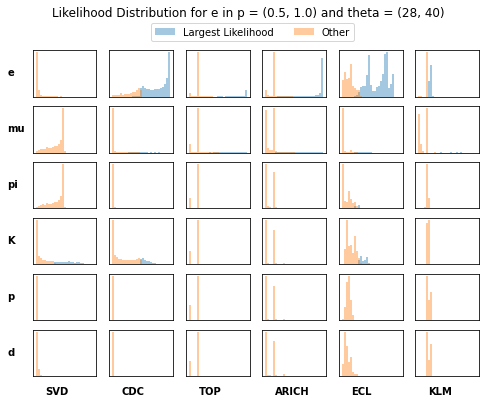 Likelihood Distribution for e in p = (0.5, 1.0) and theta = (28, 40)
Largest Likelihood Other
e
mu
pi
K
p
d
SVD CDC TOP ARICH ECL KLM